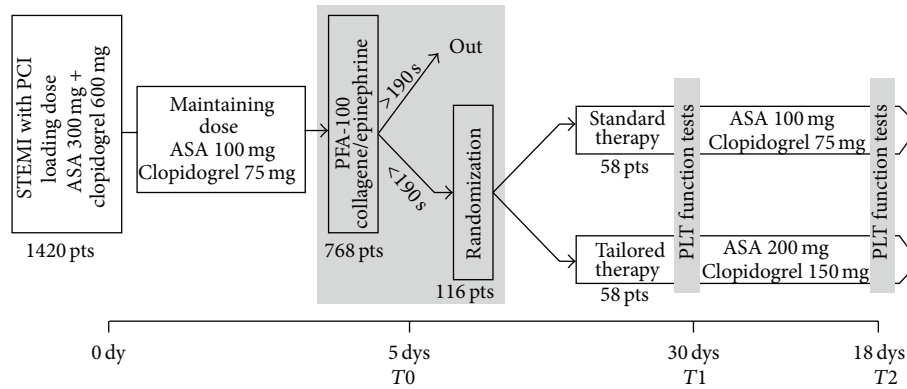 STEMI with PCI
loading dose
ASA 300 mg +
clopidogrel 600 mg
1420 pts
Maintaining
dose
ASA 100 mg
Clopidogrel 75 mg
PFA-100
collagene/epinephrine
768 pts
>190 s
Out
<190 s
Randomization
116 pts
Standard
therapy
58 pts
PLT function tests
ASA 100 mg
Clopidogrel 75 mg
PLT function tests
Tailored
therapy
58 pts
ASA 200 mg
Clopidogrel 150 mg
0 dy
5 dys
T0
30 dys
T1
18 dys
T2